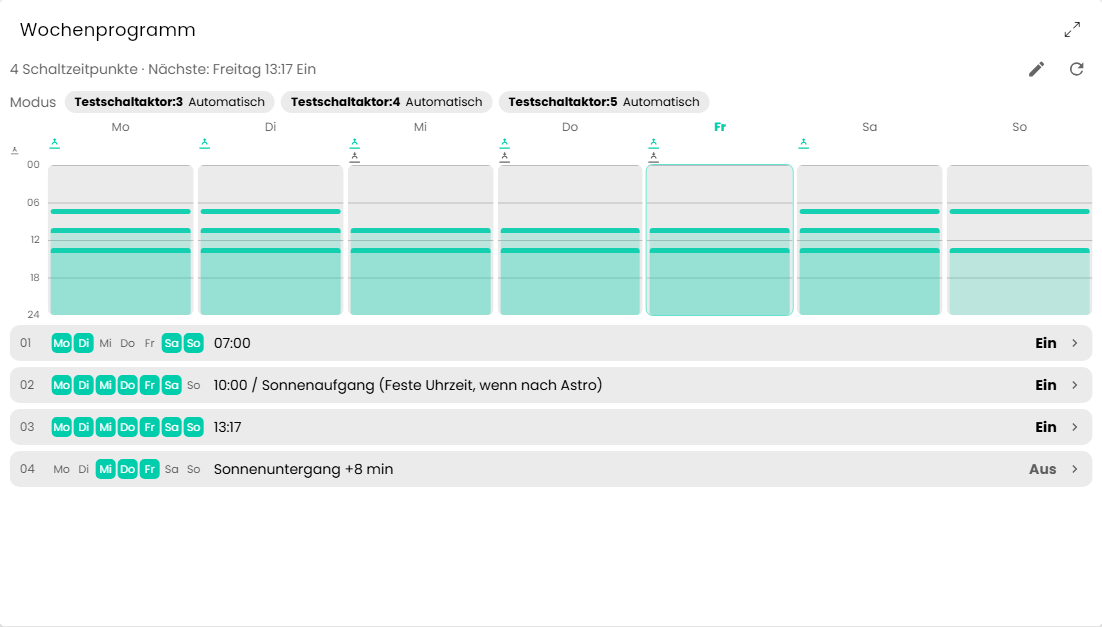 Wochenprogramm
4 Schaltzeitpunkte · Nächste: Freitag 13:17 Ein
Modus Testschaltaktor:3 Automatisch Testschaltaktor:4 Automatisch Testschaltaktor:5 Automatisch
Mo Di Mi Do Fr Sa So
00
06
12
18
24
01 Mo Di Mi Do Fr Sa So 07:00 Ein
02 Mo Di Mi Do Fr Sa So 10:00 / Sonnenaufgang (Feste Uhrzeit, wenn nach Astro) Ein
03 Mo Di Mi Do Fr Sa So 13:17 Ein
04 Mo Di Mi Do Fr Sa So Sonnenuntergang +8 min Aus